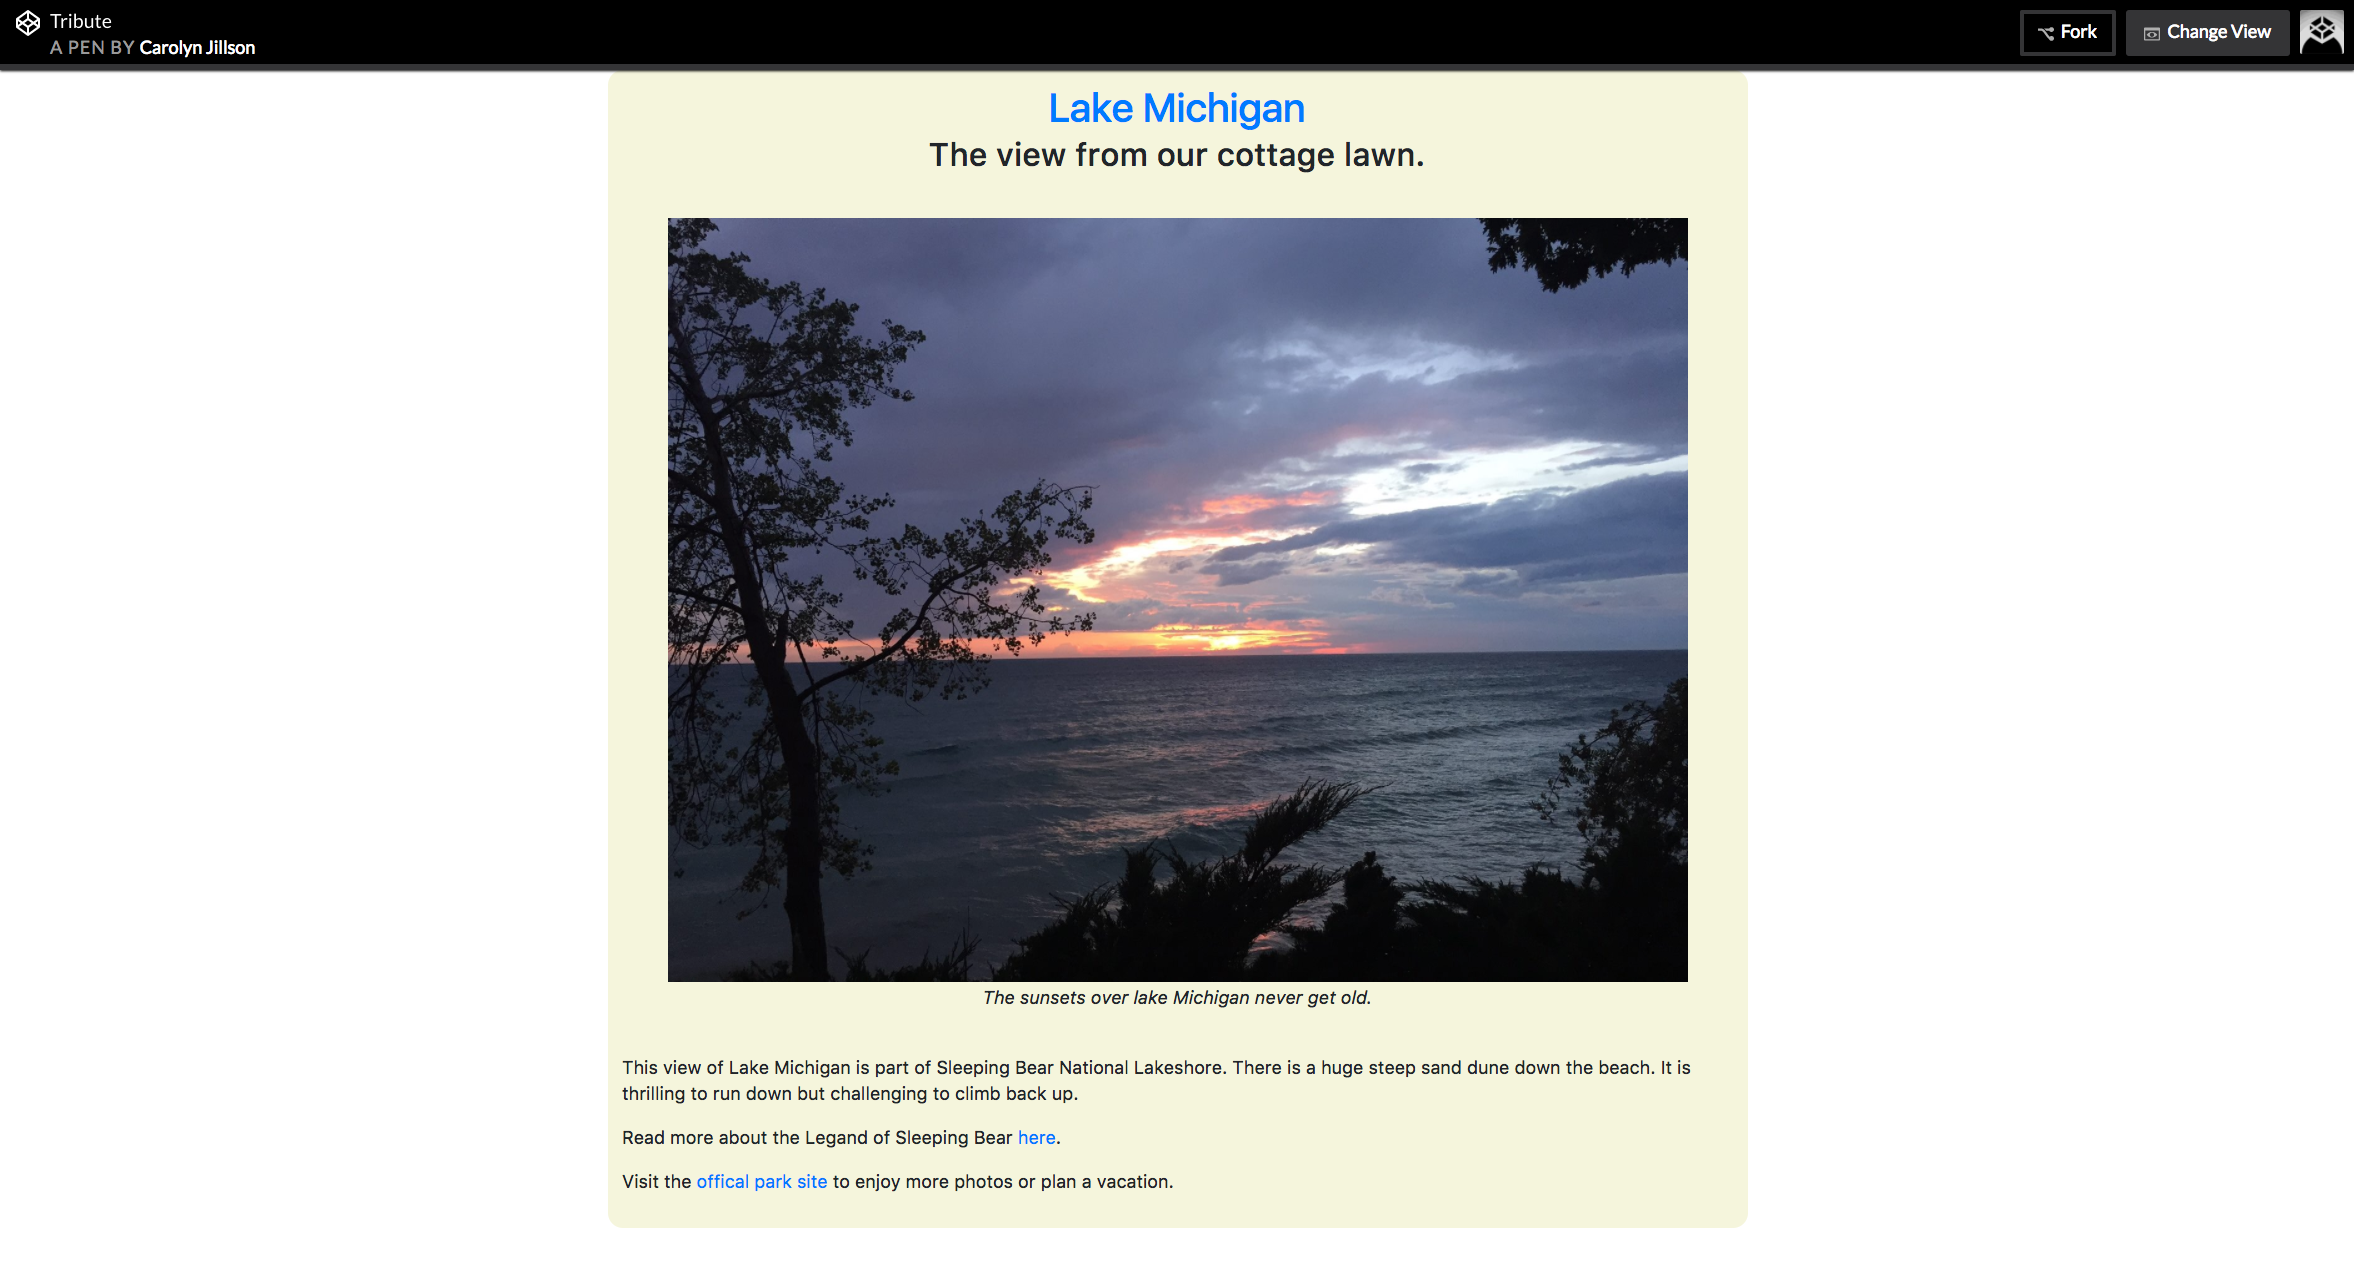 Tribute
A PEN BY Carolyn Jillson
Fork
Change View
Lake Michigan
The view from our cottage lawn.
The sunsets over lake Michigan never get old.
This view of Lake Michigan is part of Sleeping Bear National Lakeshore. There is a huge steep sand dune down the beach. It is
thrilling to run down but challenging to climb back up.
Read more about the Legand of Sleeping Bear here.
Visit the offical park site to enjoy more photos or plan a vacation.